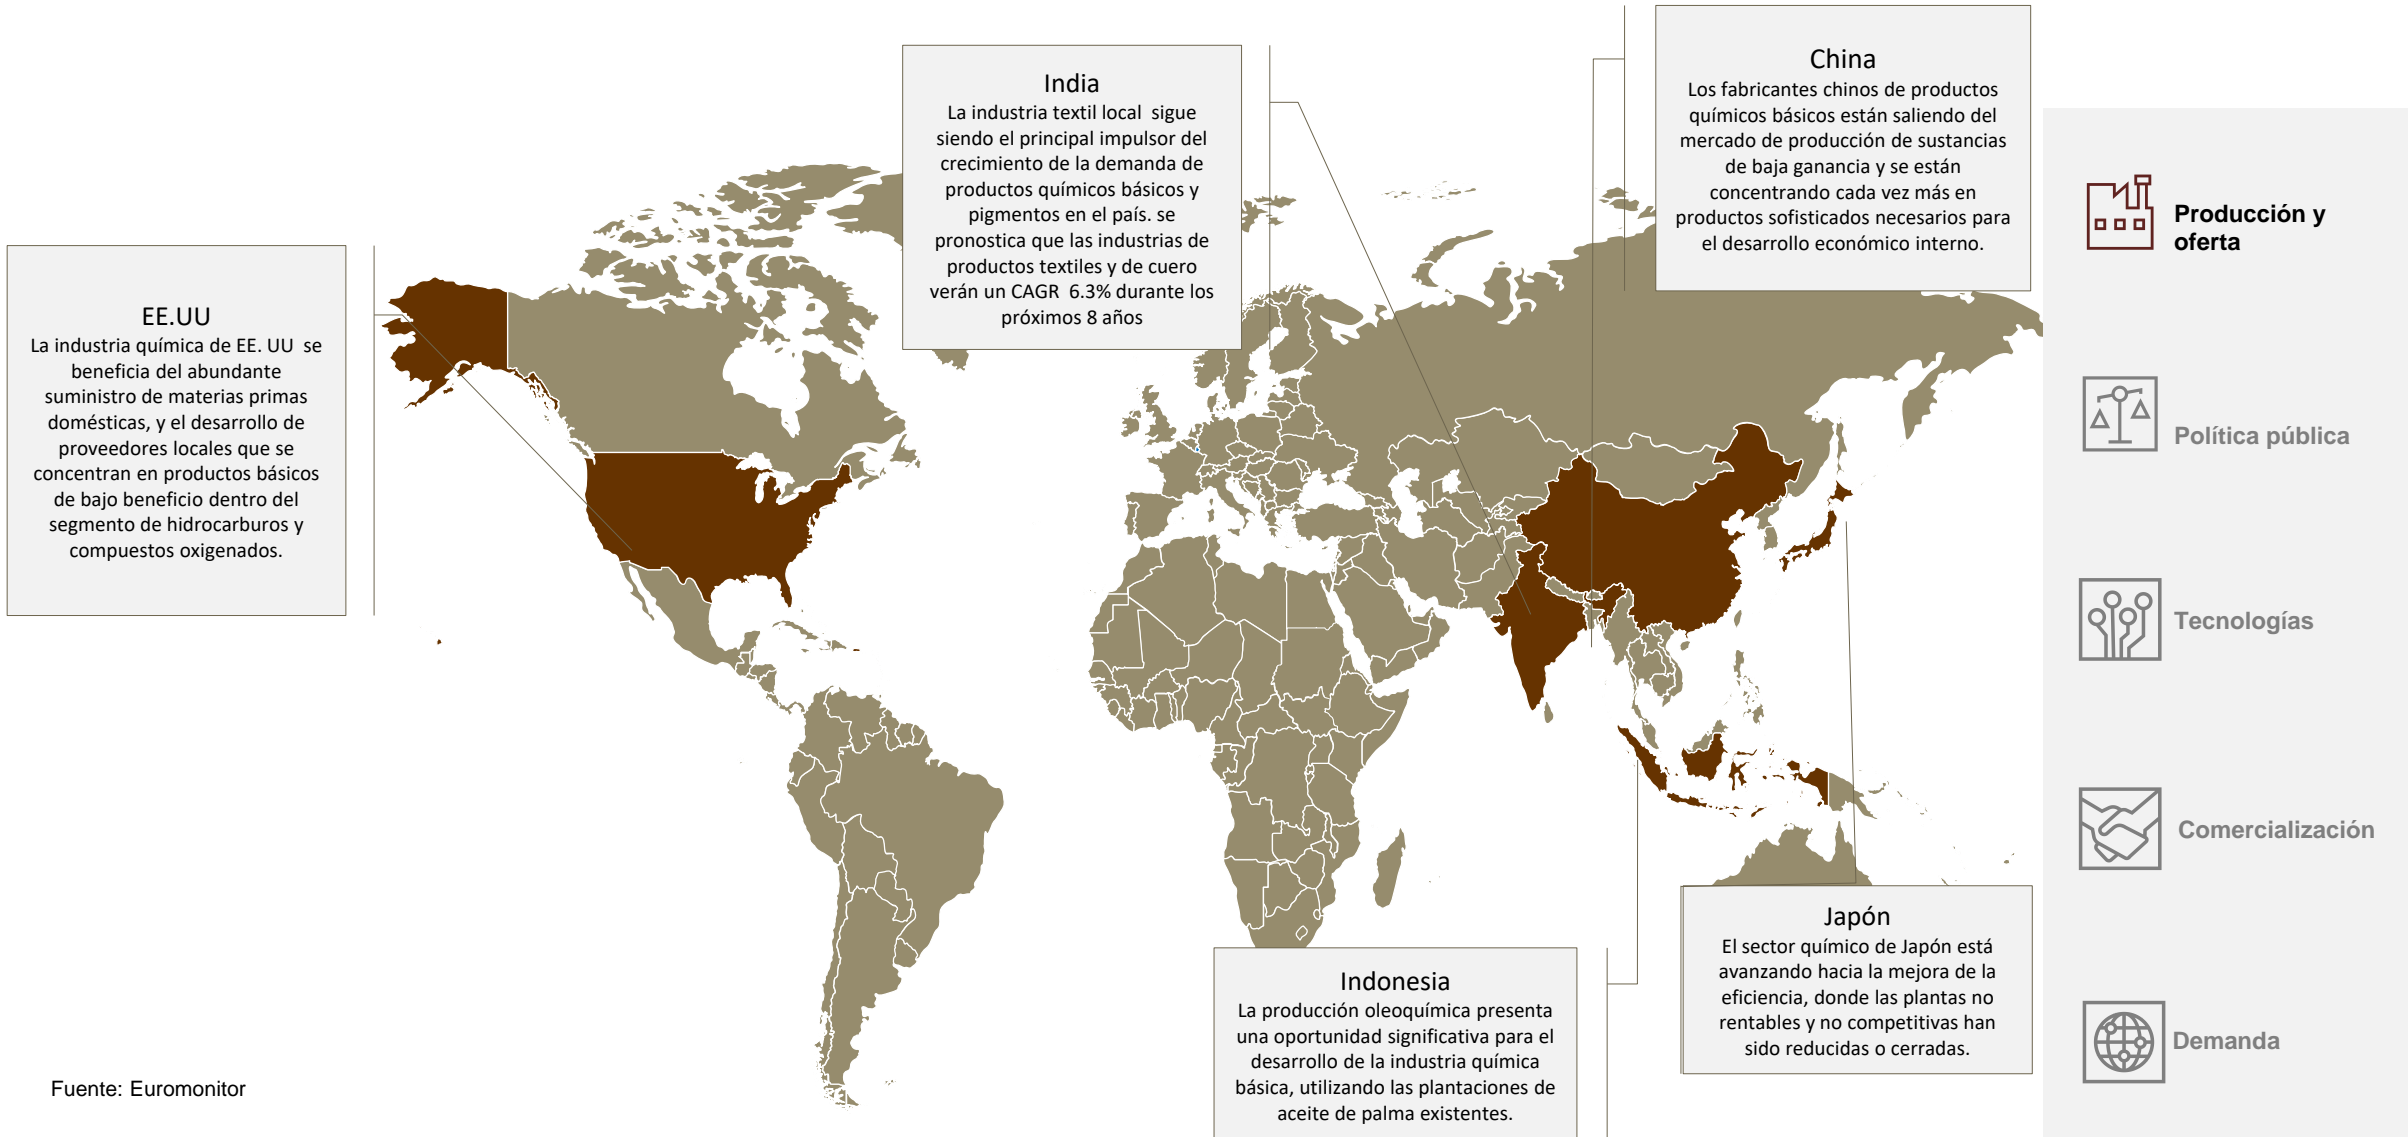 EE.UU
La industria química de EE. UU  se
beneficia del abundante
suministro de materias primas
domésticas, y el desarrollo de
proveedores locales que se
concentran en productos básicos
de bajo beneficio dentro del
segmento de hidrocarburos y
compuestos oxigenados.
India
La industria textil local  sigue
siendo el principal impulsor del
crecimiento de la demanda de
productos químicos básicos y
pigmentos en el país. se
pronostica que las industrias de
productos textiles y de cuero
verán un CAGR  6.3% durante los
próximos 8 años
China
Los fabricantes chinos de productos
químicos básicos están saliendo del
mercado de producción de sustancias
de baja ganancia y se están
concentrando cada vez más en
productos sofisticados necesarios para
el desarrollo económico interno.
Indonesia
La producción oleoquímica presenta
una oportunidad significativa para el
desarrollo de la industria química
básica, utilizando las plantaciones de
aceite de palma existentes.
Japón
El sector químico de Japón está
avanzando hacia la mejora de la
eficiencia, donde las plantas no
rentables y no competitivas han
sido reducidas o cerradas.
Producción y
oferta
Política pública
Tecnologías
Comercialización
Demanda
Fuente: Euromonitor